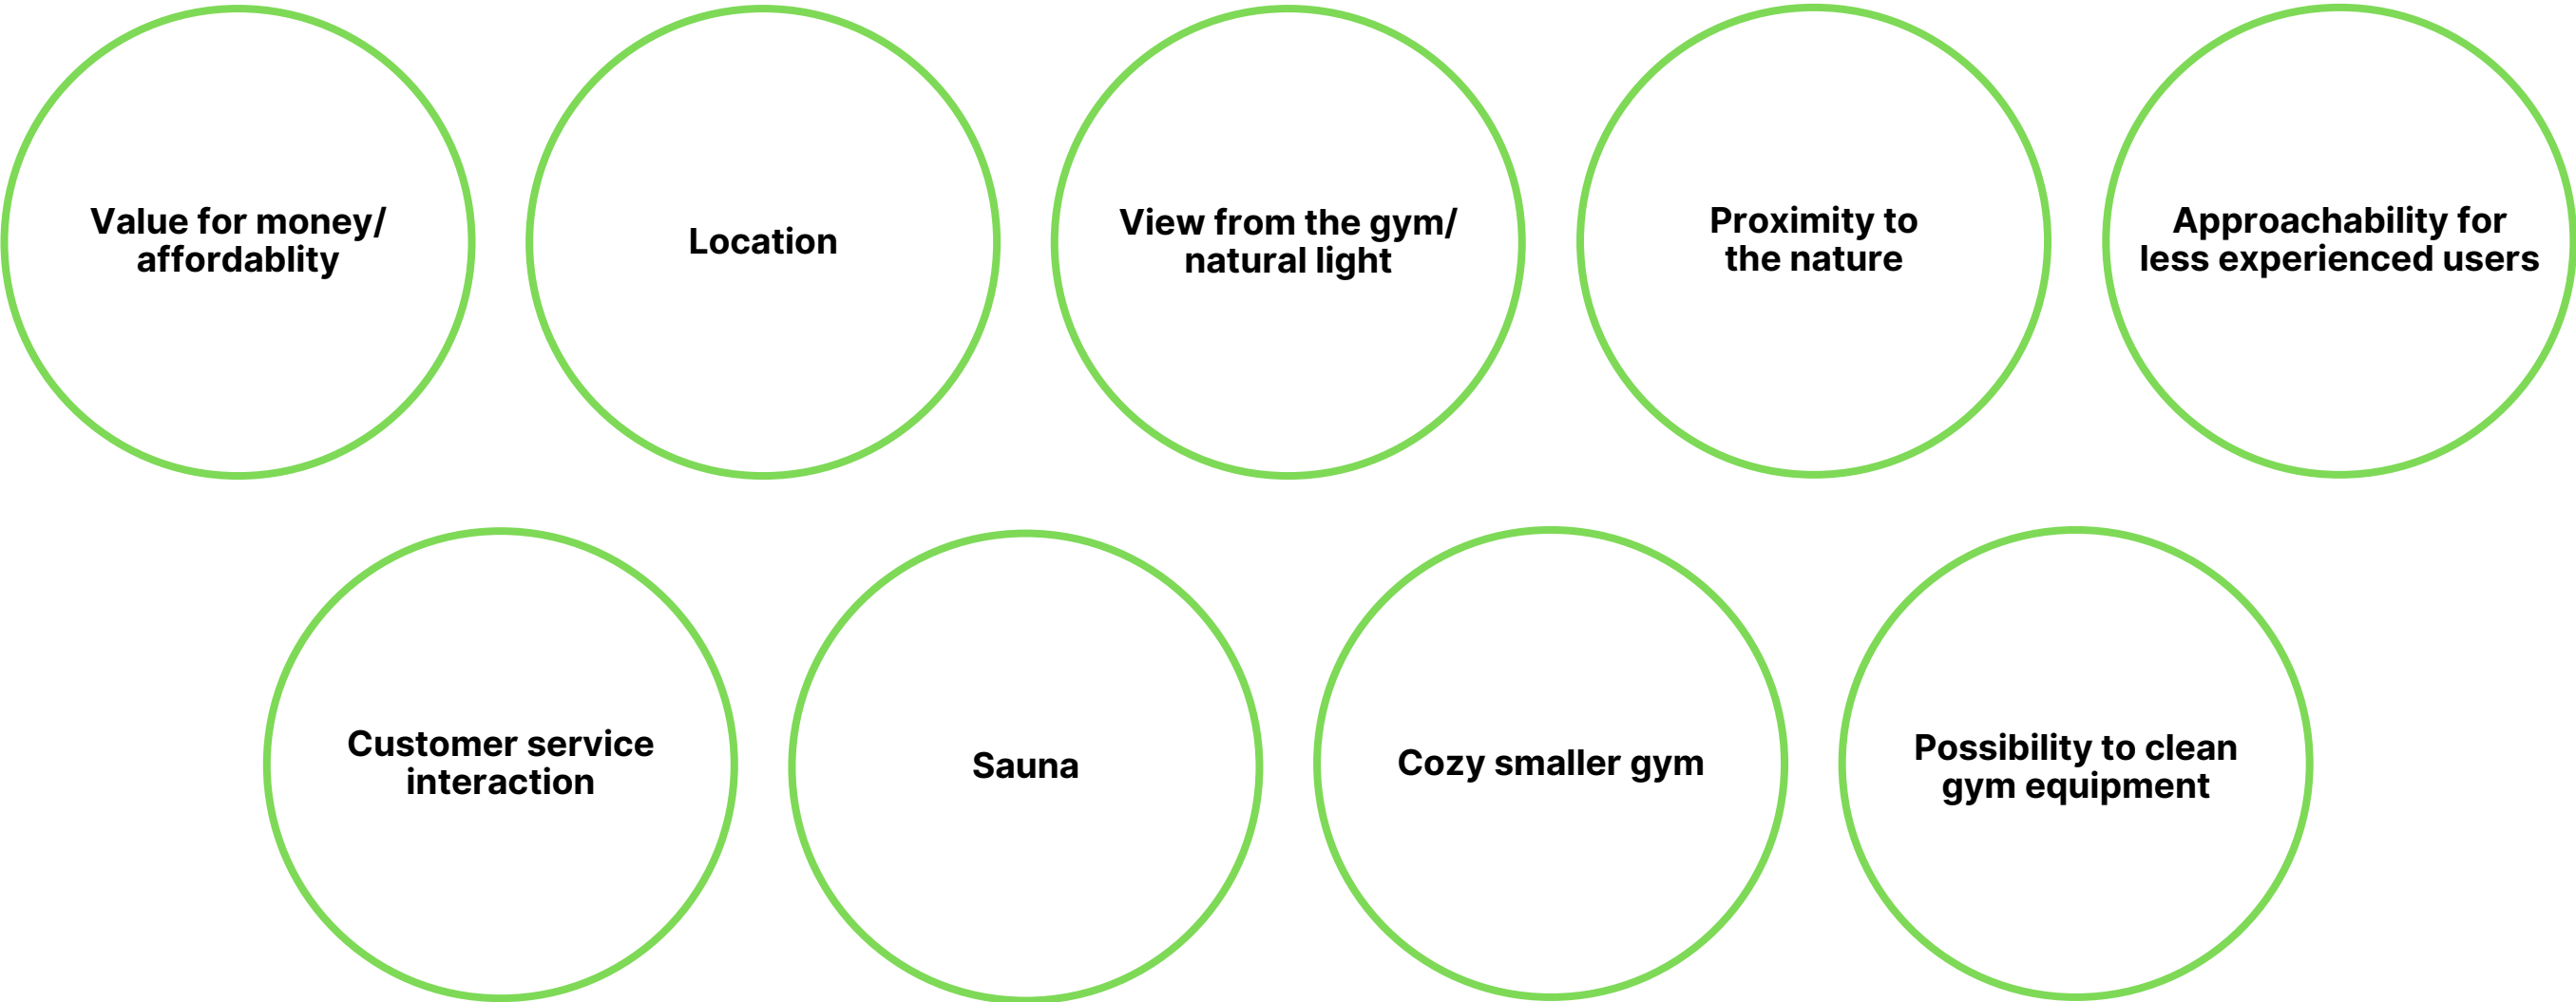 Value for money/
affordablity
Location
View from the gym/
natural light
Proximity to
the nature
Approachability for
less experienced users
Customer service
interaction
Sauna
Cozy smaller gym
Possibility to clean
gym equipment